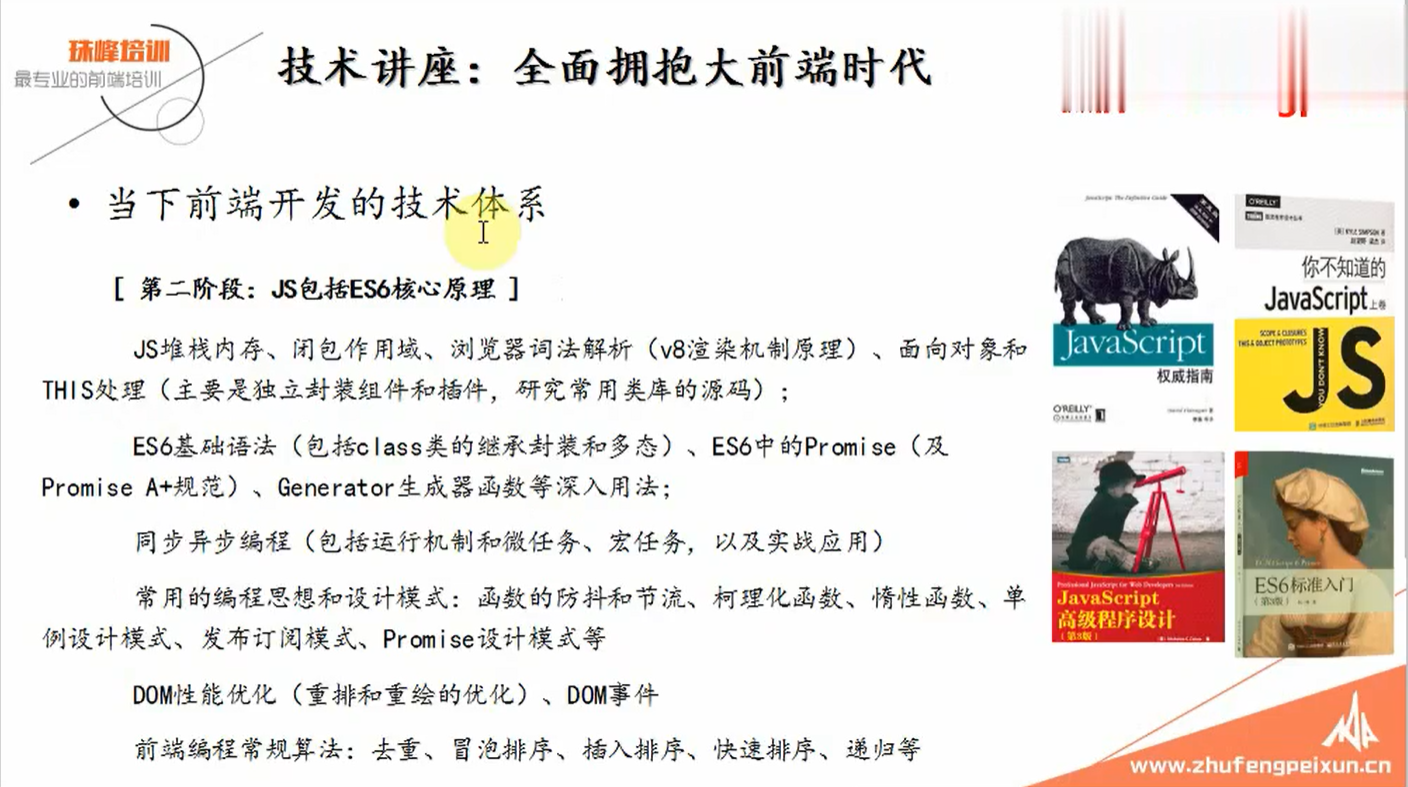 珠峰培训
最专业的前端培训
技术讲座：全面拥抱大前端时代
• 当下前端开发的技术体系
[ 第二阶段：JS包括ES6核心原理 ]
JS堆栈内存、闭包作用域、浏览器词法解析（v8渲染机制原理）、面向对象和
THIS处理（主要是独立封装组件和插件，研究常用类库的源码）；
ES6基础语法（包括class类的继承封装和多态）、ES6中的Promise（及
Promise A+规范）、Generator生成器函数等深入用法；
同步异步编程（包括运行机制和微任务、宏任务，以及实战应用）
常用的编程思想和设计模式：函数的防抖和节流、柯理化函数、惰性函数、单
例设计模式、发布订阅模式、Promise设计模式等
DOM性能优化（重排和重绘的优化）、DOM事件
前端编程常规算法：去重、冒泡排序、插入排序、快速排序、递归等
JavaScript: The Definitive Guide
JavaScript
权威指南
O'REILLY
O'REILLY
[美] KYLE SIMPSON 著
你不知道的
JavaScript 上卷
SCOPE & CLOSURES
THIS & OBJECT PROTOTYPES
YOU DON'T KNOW
JS
Professional JavaScript for Web Developers
JavaScript
高级程序设计
（第3版）
ES6标准入门
（第3版）
www.zhufengpeixun.cn